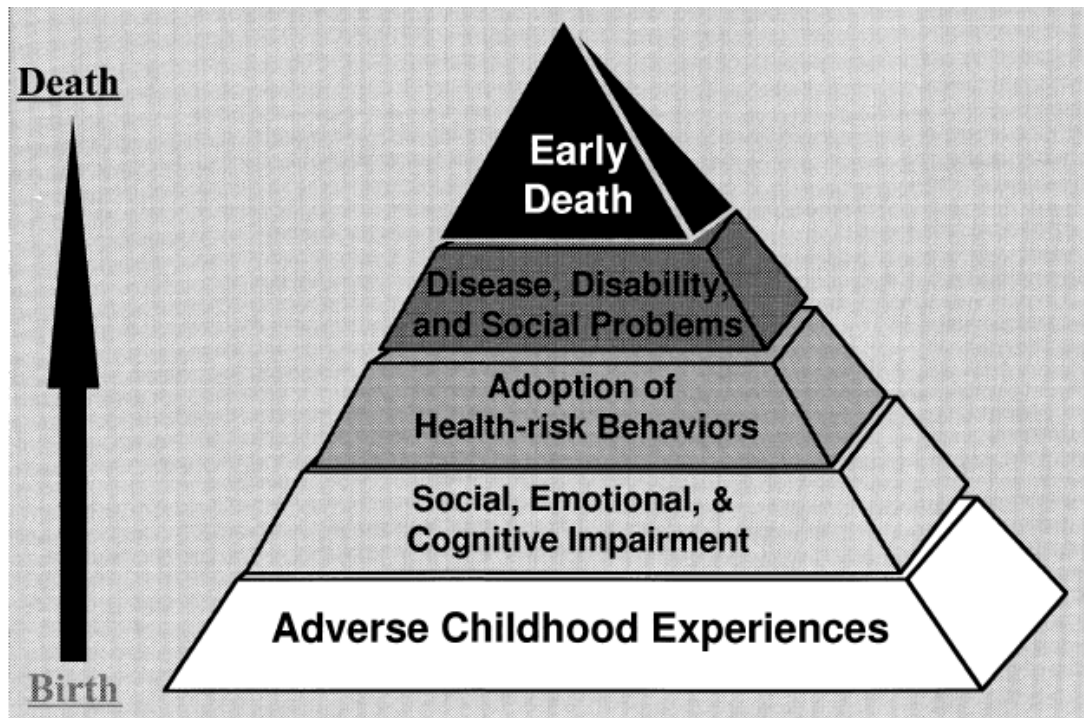 Death
Early
Death
Disease, Disability,
and Social Problems
Adoption of
Health-risk Behaviors
Social, Emotional, &
Cognitive Impairment
Adverse Childhood Experiences
Birth